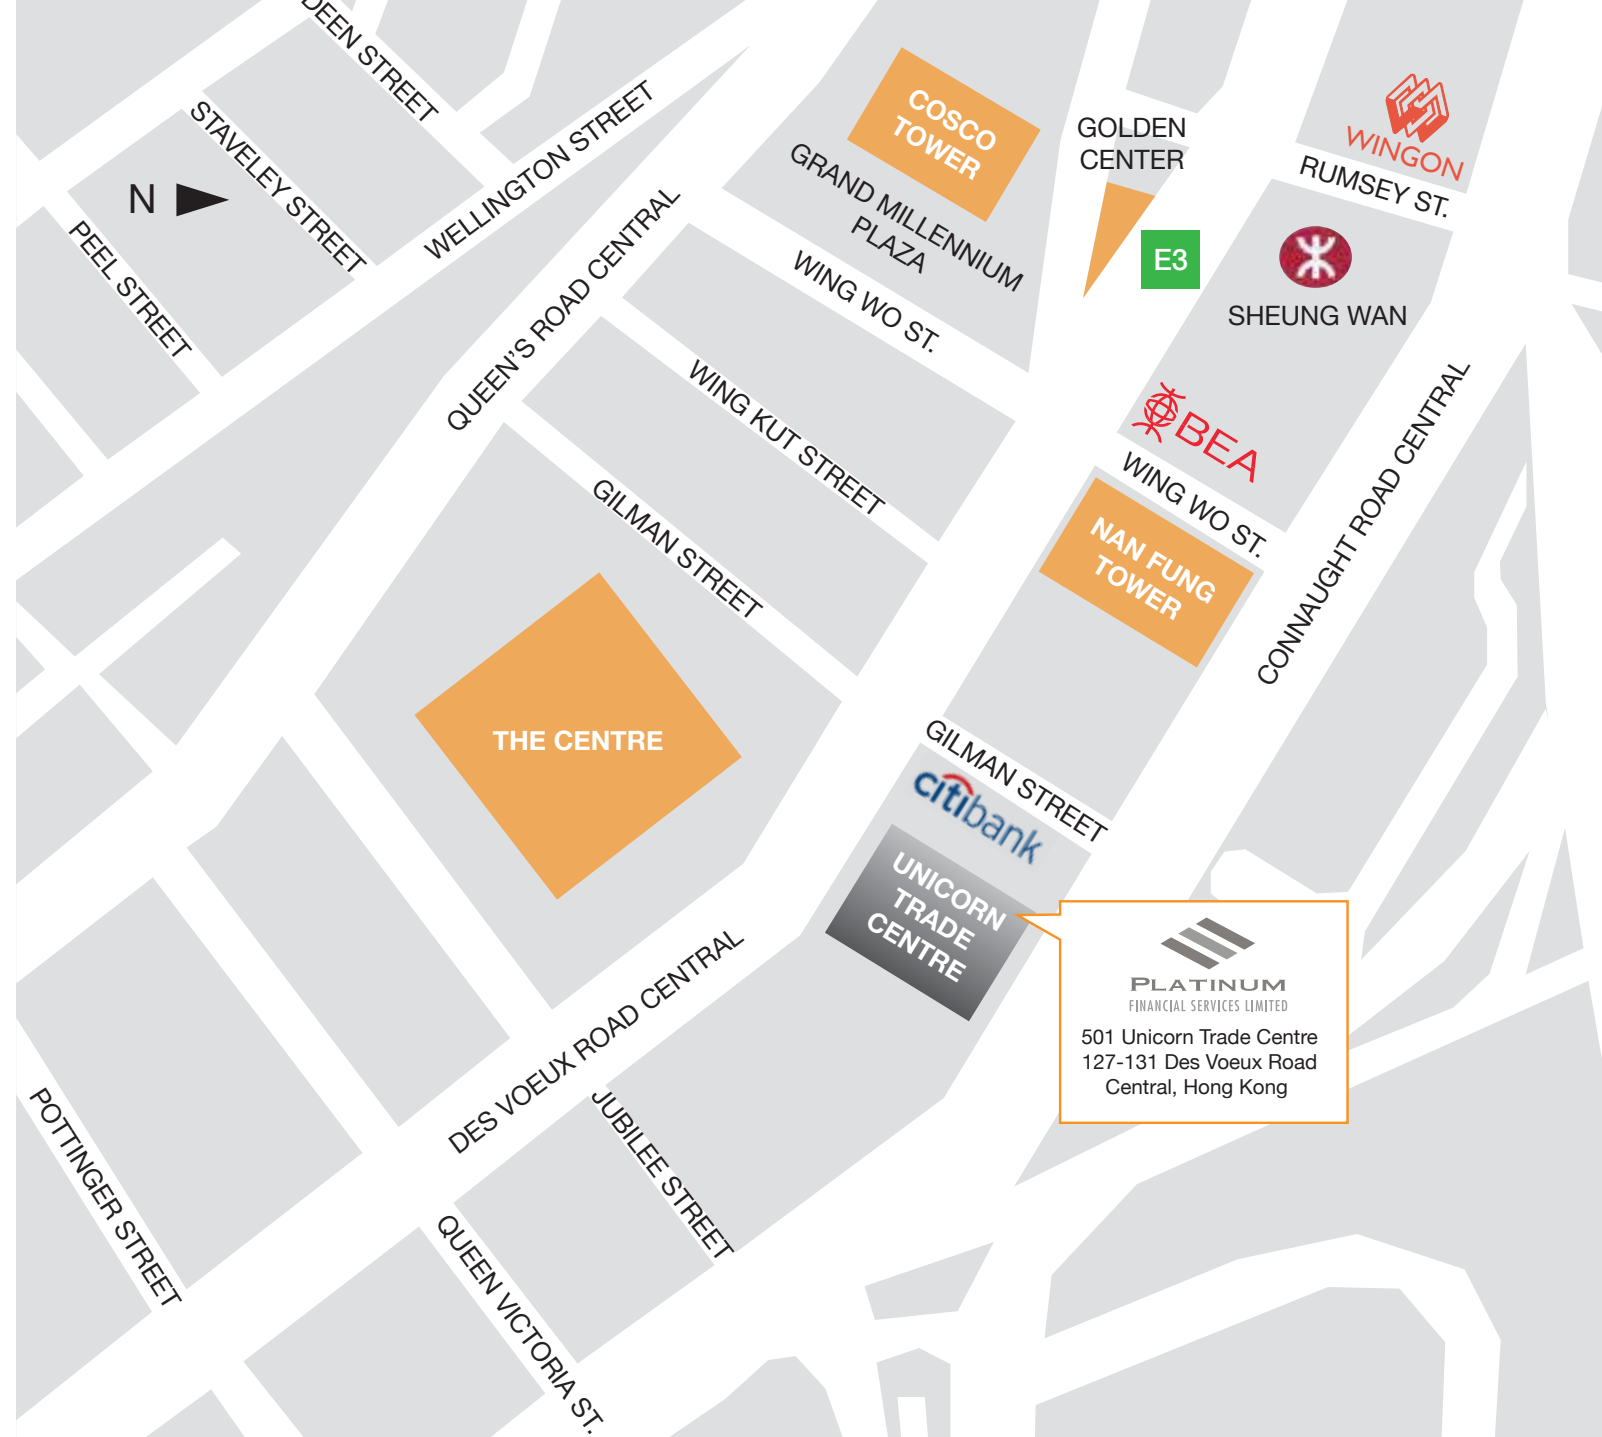 DEEN STREET
STAVELEY STREET
N
PEEL STREET
WELLINGTON STREET
QUEEN'S ROAD CENTRAL
COSCO
TOWER
GRAND MILLENNIUM
PLAZA
GOLDEN
CENTER
E3
WINGON
RUMSEY ST.
SHEUNG WAN
WING WO ST.
WING KUT STREET
GILMAN STREET
BEA
WING WO ST.
NAN FUNG
TOWER
CONNAUGHT ROAD CENTRAL
THE CENTRE
GILMAN STREET
citibank
UNICORN
TRADE
CENTRE
PLATINUM
FINANCIAL SERVICES LIMITED
501 Unicorn Trade Centre
127-131 Des Voeux Road
Central, Hong Kong
DES VOEUX ROAD CENTRAL
JUBILEE STREET
POTTINGER STREET
QUEEN VICTORIA ST.